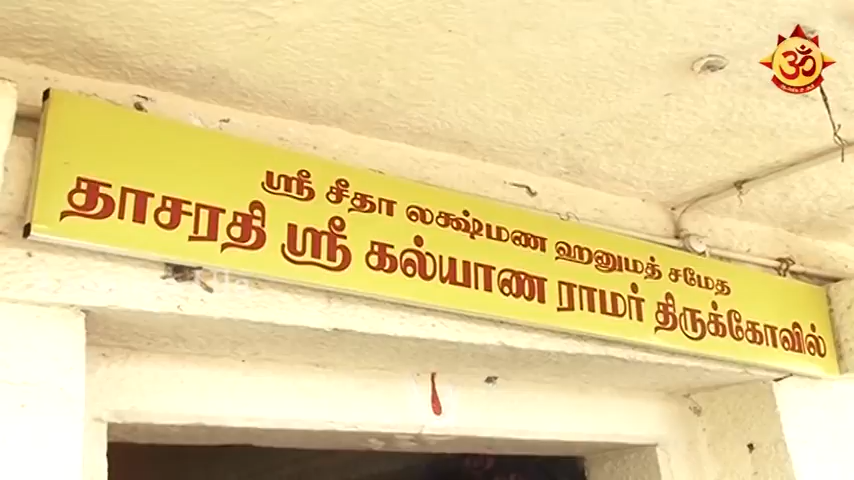 ஸ்ரீ சீதா லக்ஷ்மண ஹனுமத் சமேத
தாசரதி ஸ்ரீ கல்யாண ராமர் திருக்கோவில்
ॐ